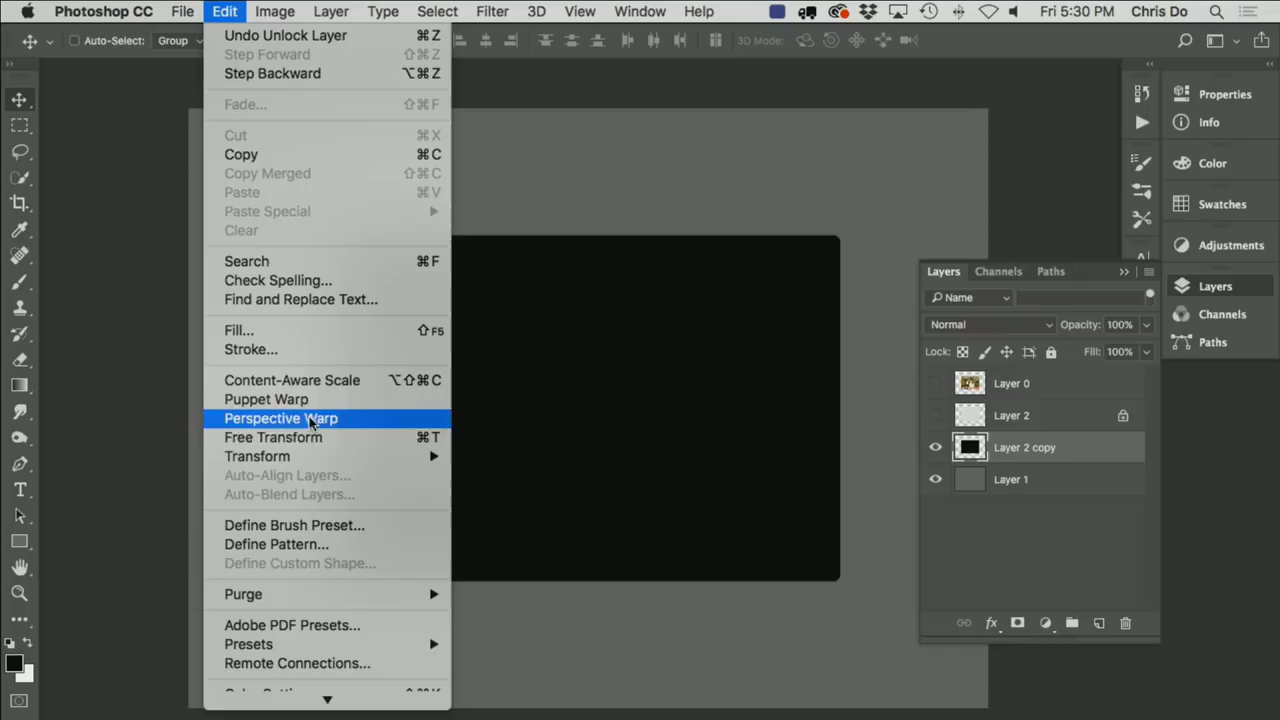 Photoshop CC File Edit Image Layer Type Select Filter 3D View Window Help Fri 5:30 PM Chris Do
Auto-Select: Group 3D Mode:
Undo Unlock Layer ⌘Z
Step Forward ⇧⌘Z
Step Backward ⌥⌘Z
Fade... ⇧⌘F
Cut ⌘X
Copy ⌘C
Copy Merged ⇧⌘C
Paste ⌘V
Paste Special
Clear
Search ⌘F
Check Spelling...
Find and Replace Text...
Fill... ⇧F5
Stroke...
Content-Aware Scale ⌥⇧⌘C
Puppet Warp
Perspective Warp
Free Transform ⌘T
Transform
Auto-Align Layers...
Auto-Blend Layers...
Define Brush Preset...
Define Pattern...
Define Custom Shape...
Purge
Adobe PDF Presets...
Presets
Remote Connections...
Properties
Info
Color
Swatches
Adjustments
Layers
Channels
Paths
Layers Channels Paths
Name
Normal Opacity: 100%
Lock: Fill: 100%
Layer 0
Layer 2
Layer 2 copy
Layer 1
fx